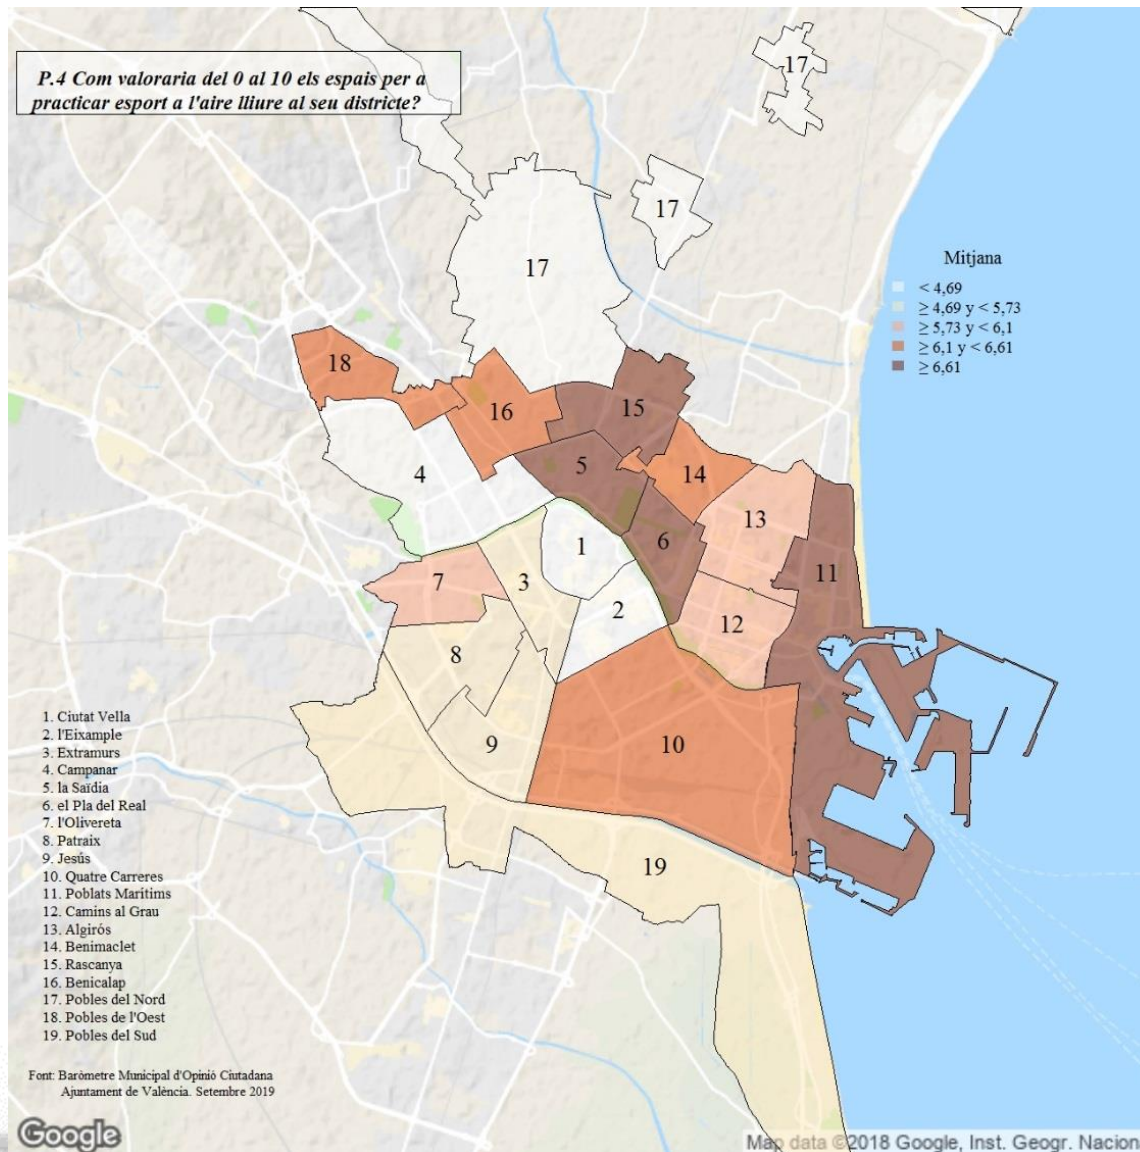 P.4 Com valoraria del 0 al 10 els espais per a
practicar esport a l'aire lliure al seu districte?
17
17
17
Mitjana
< 4,69
≥ 4,69 y < 5,73
≥ 5,73 y < 6,1
≥ 6,1 y < 6,61
≥ 6,61
18
16
15
4
5
14
13
1
6
3
7
11
2
12
8
9
10
19
1. Ciutat Vella
2. l'Eixample
3. Extramurs
4. Campanar
5. la Saïdia
6. el Pla del Real
7. l'Olivereta
8. Patraix
9. Jesús
10. Quatre Carreres
11. Poblats Marítims
12. Camins al Grau
13. Algirós
14. Benimaclet
15. Rascanya
16. Benicalap
17. Pobles del Nord
18. Pobles de l'Oest
19. Pobles del Sud
Font: Baròmetre Municipal d'Opinió Ciutadana
Ajuntament de València. Setembre 2019
Google
Map data ©2018 Google, Inst. Geogr. Nacion